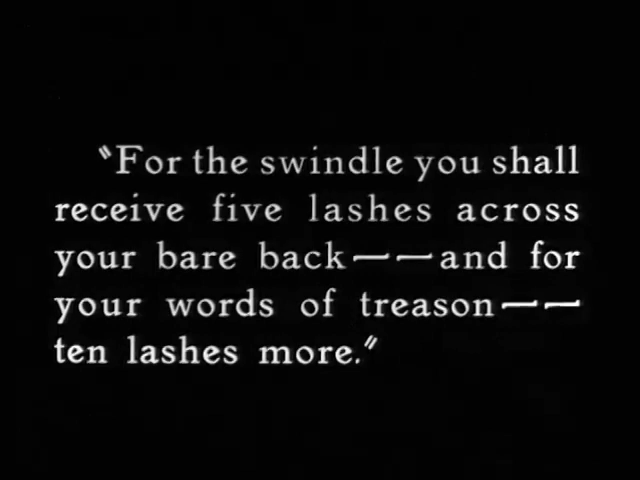 "For the swindle you shall
receive five lashes across
your bare back——and for
your words of treason——
ten lashes more."